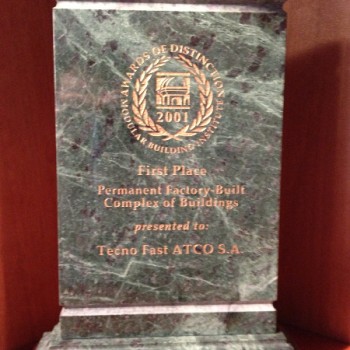 AWARDS OF DISTINCTION
2001
MODULAR BUILDING INSTITUTE
First Place
Permanent Factory-Built
Complex of Buildings
presented to:
Tecno Fast ATCO S.A.